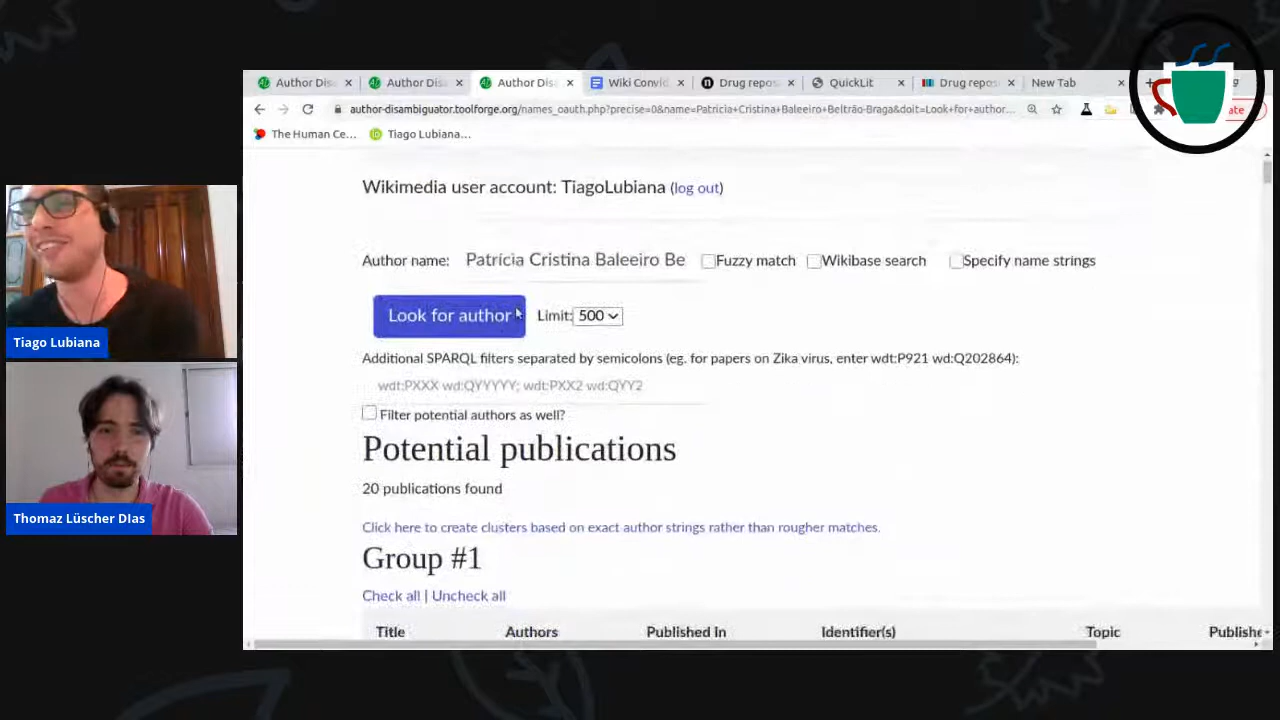 Author Dis
Author Dis
Author Dis
Wiki Convid
Drug repos
QuickLit
Drug repos
New Tab
author-disambiguator.toolforge.org/names_oauth.php?precise=0&name=Patrícia+Cristina+Baleeiro+Beltrão-Braga&doit=Look+for+author...
The Human Ce...
Tiago Lubiana...
Wikimedia user account: TiagoLubiana (log out)
Author name: Patrícia Cristina Baleeiro Be Fuzzy match Wikibase search Specify name strings
Look for author Limit: 500
Additional SPARQL filters separated by semicolons (eg. for papers on Zika virus, enter wdt:P921 wd:Q202864):
wdt:PXXX wd:QYYYYY; wdt:PXX2 wd:QYY2
Filter potential authors as well?
Potential publications
20 publications found
Click here to create clusters based on exact author strings rather than rougher matches.
Group #1
Check all | Uncheck all
Title Authors Published In Identifier(s) Topic Publishe
Tiago Lubiana
Thomaz Lüscher DIas